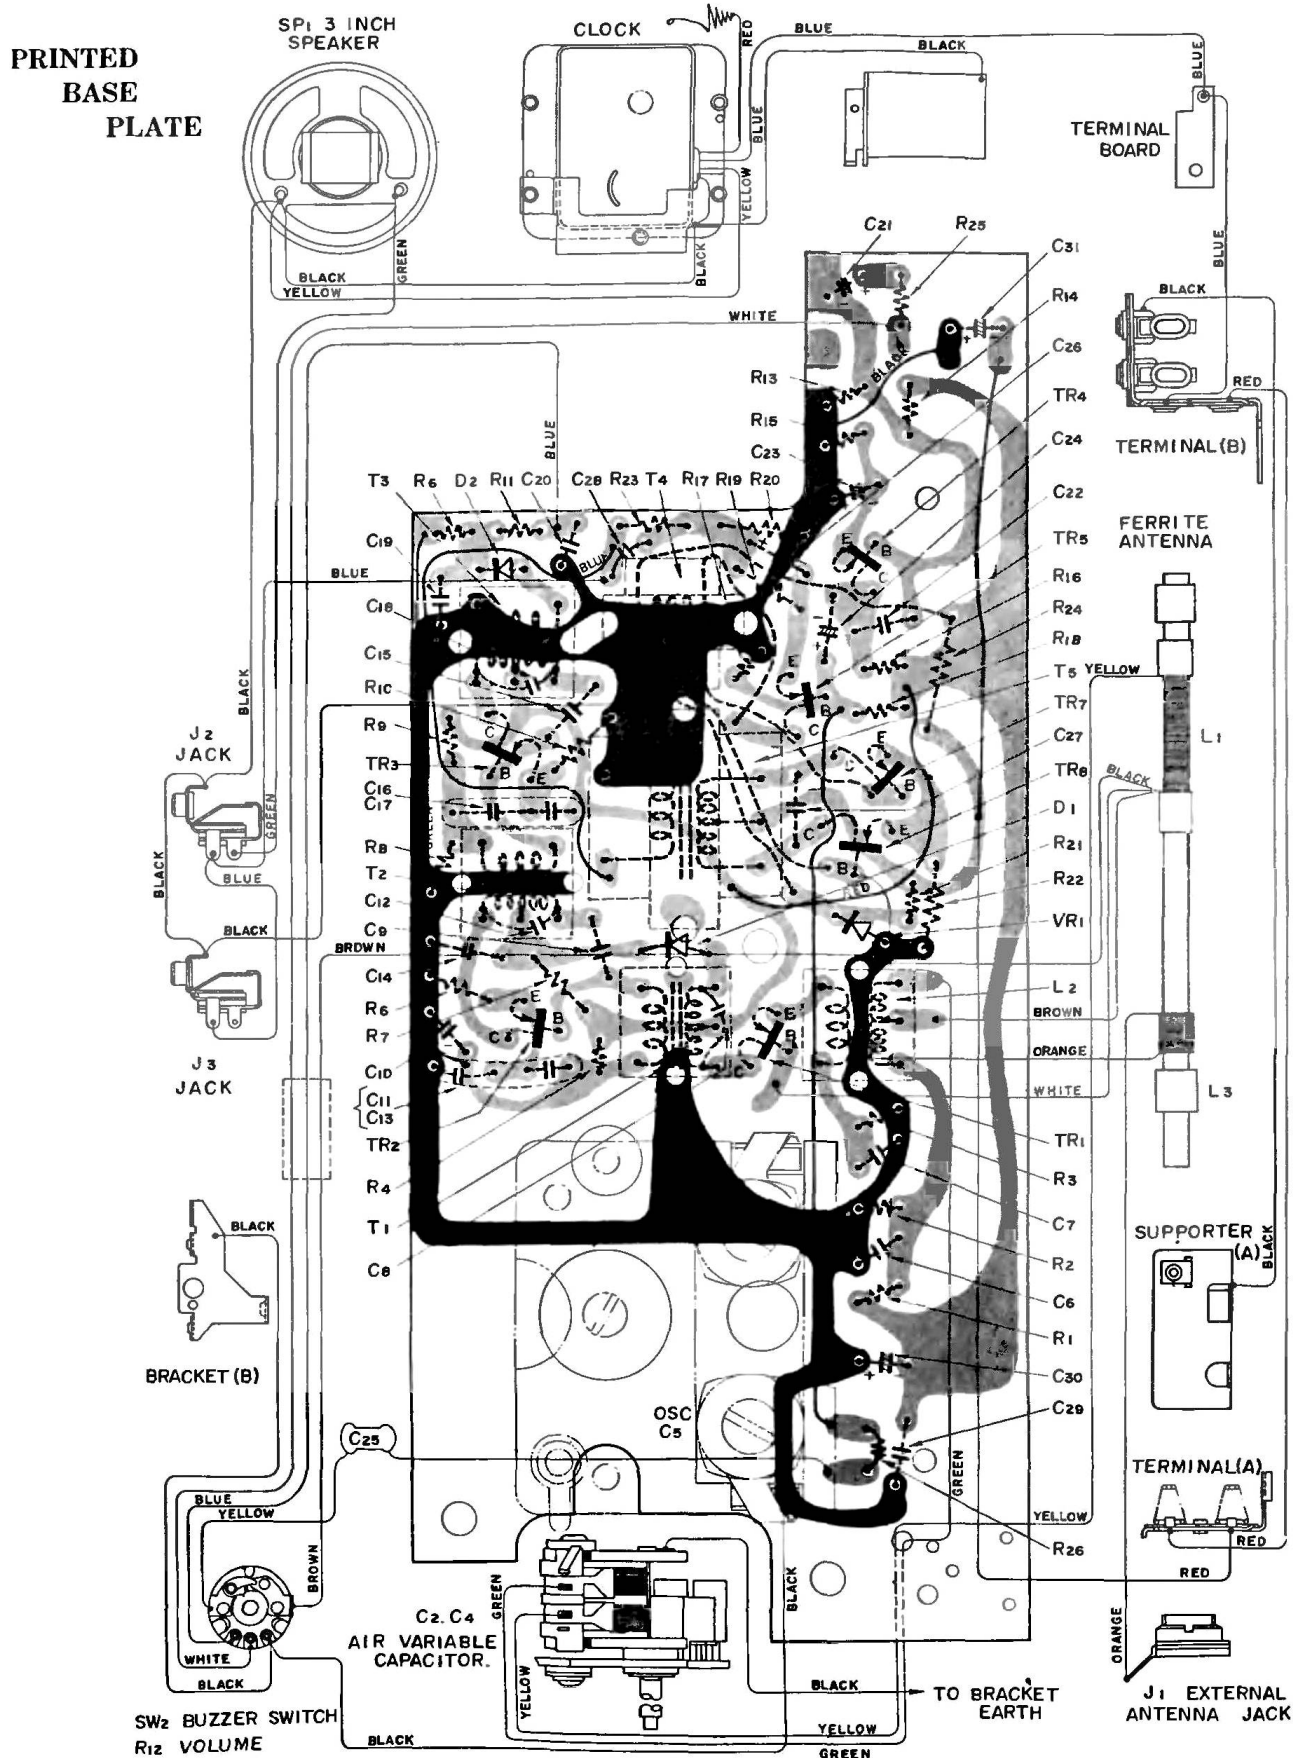 PRINTED
BASE
PLATE
SP1 3 INCH
SPEAKER
CLOCK
RED
BLUE
BLACK
BLUE
BLUE
YELLOW
BLACK
TERMINAL
BOARD
BLUE
GREEN
BLACK
YELLOW
WHITE
C21
R25
C31
R14
C26
TR4
C24
C22
TR5
R16
R24
R18
T5
TR7
C27
TR8
D1
R21
R22
VR1
L2
BROWN
ORANGE
WHITE
TR1
R3
C7
R2
C6
R1
C30
C29
R26
BLACK
RED
TERMINAL(B)
FERRITE
ANTENNA
YELLOW
L1
BLACK
L3
R13
R15
C23
BLACK
BLUE
T3 R6 D2 R11 C20 C28 R23 T4 R17 R19 R20
C19
BLUE
BLUE
C18
C15
R10
R9
TR3
C16
C17
GREEN
R8
T2
C12
C9
BROWN
C14
R6
R7
C10
C11
C13
TR2
R4
T1
C8
E
B
C
E
B
C
C
B
E
E
B
C
C
E
B
RED
E
B
C
E
B
C
BLACK
J2
JACK
GREEN
BLUE
BLACK
BLACK
J3
JACK
BLACK
BRACKET(B)
SUPPORTER
(A)
BLACK
C25
OSC
C5
GREEN
TERMINAL(A)
RED
RED
YELLOW
BLUE
YELLOW
BROWN
WHITE
BLACK
SW2 BUZZER SWITCH
R12 VOLUME
C2. C4
AIR VARIABLE
CAPACITOR.
GREEN
YELLOW
BLACK
BLACK
TO BRACKET
EARTH
YELLOW
GREEN
BLACK
ORANGE
J1 EXTERNAL
ANTENNA JACK